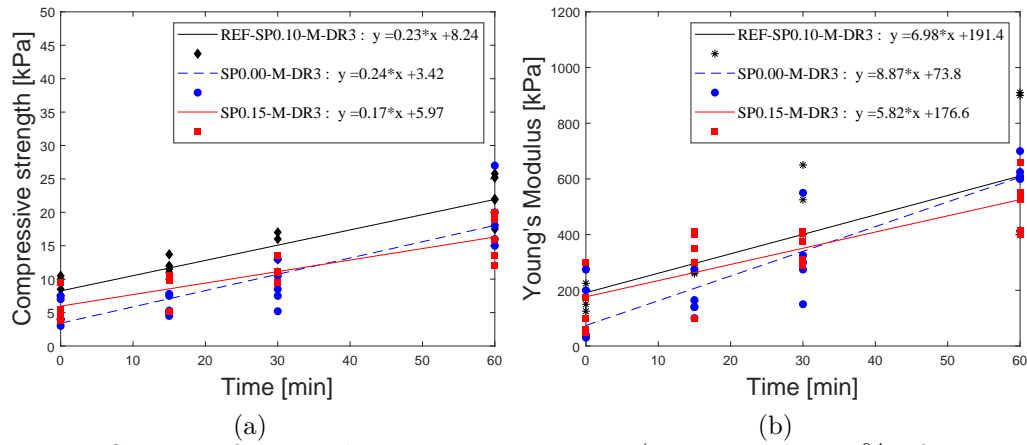 REF-SP0.10-M-DR3 : y =0.23*x +8.24
SP0.00-M-DR3 : y =0.24*x +3.42
SP0.15-M-DR3 : y =0.17*x +5.97
Compressive strength [kPa]
50
45
40
35
30
25
20
15
10
5
0
0 10 20 30 40 50 60
Time [min]
(a)
REF-SP0.10-M-DR3 : y =6.98*x +191.4
SP0.00-M-DR3 : y =8.87*x +73.8
SP0.15-M-DR3 : y =5.82*x +176.6
Young's Modulus [kPa]
1200
1000
800
600
400
200
0
0 10 20 30 40 50 60
Time [min]
(b)